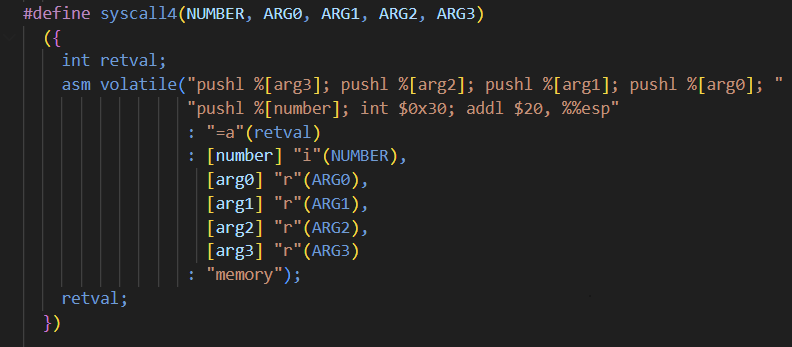 #define syscall4(NUMBER, ARG0, ARG1, ARG2, ARG3)
({
int retval;
asm volatile("pushl %[arg3]; pushl %[arg2]; pushl %[arg1]; pushl %[arg0]; "
"pushl %[number]; int $0x30; addl $20, %%esp"
: "=a"(retval)
: [number] "i"(NUMBER),
[arg0] "r"(ARG0),
[arg1] "r"(ARG1),
[arg2] "r"(ARG2),
[arg3] "r"(ARG3)
: "memory");
retval;
})